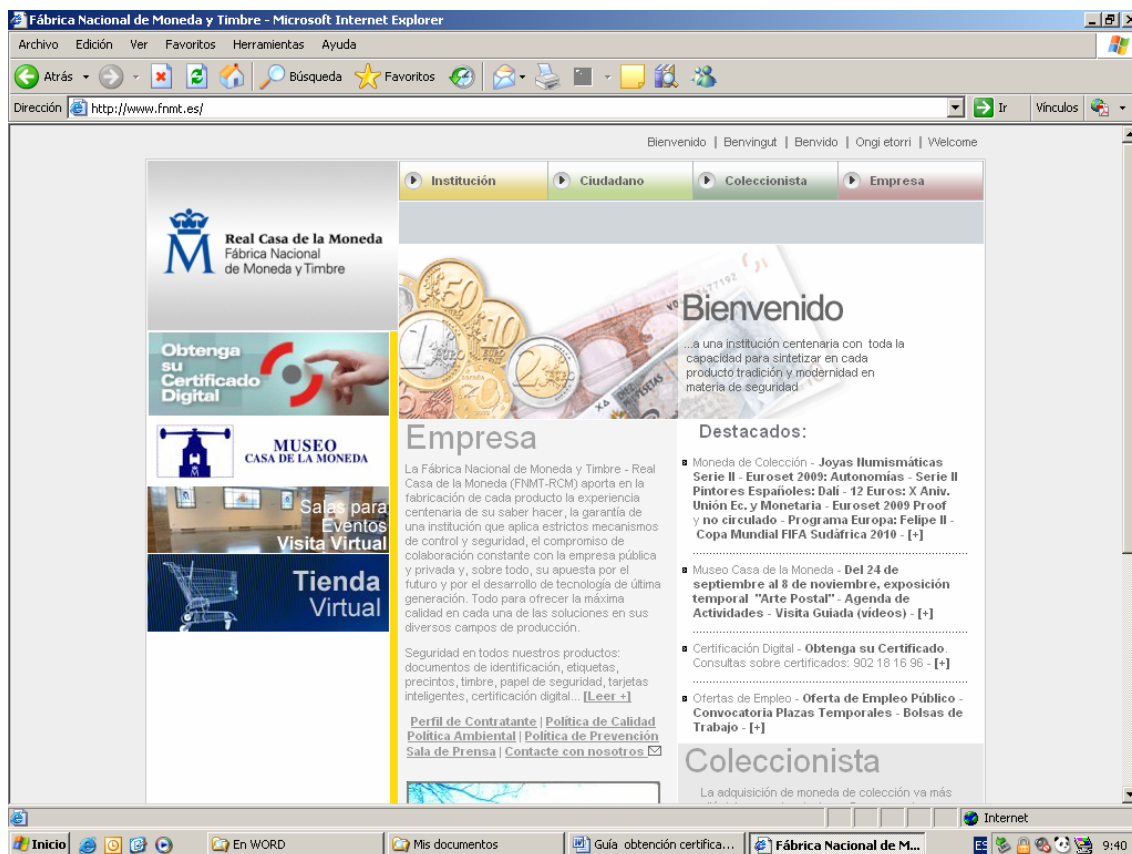 Fábrica Nacional de Moneda y Timbre - Microsoft Internet Explorer
Archivo Edición Ver Favoritos Herramientas Ayuda
Atrás Búsqueda Favoritos
Dirección http://www.fnmt.es/ Ir Vínculos
Bienvenido | Benvingut | Benvido | Ongi etorri | Welcome
Institución Ciudadano Coleccionista Empresa
Real Casa de la Moneda
Fábrica Nacional
de Moneda y Timbre
Obtenga
su
Certificado
Digital
MUSEO
CASA DE LA MONEDA
Salas para
Eventos
Visita Virtual
Tienda
Virtual
Bienvenido
...a una institución centenaria con toda la
capacidad para sintetizar en cada
producto tradición y modernidad en
materia de seguridad
Empresa
La Fábrica Nacional de Moneda y Timbre - Real
Casa de la Moneda (FNMT-RCM) aporta en la
fabricación de cada producto la experiencia
centenaria de su saber hacer, la garantía de
una institución que aplica estrictos mecanismos
de control y seguridad, el compromiso de
colaboración constante con la empresa pública
y privada y, sobre todo, su apuesta por el
futuro y por el desarrollo de tecnología de última
generación. Todo para ofrecer la máxima
calidad en cada una de las soluciones en sus
diversos campos de producción.
Seguridad en todos nuestros productos:
documentos de identificación, etiquetas,
precintos, timbre, papel de seguridad, tarjetas
inteligentes, certificación digital... [Leer +]
Perfil de Contratante | Política de Calidad
Política Ambiental | Política de Prevención
Sala de Prensa | Contacte con nosotros
Destacados:
Moneda de Colección - Joyas Numismáticas
Serie II - Euroset 2009: Autonomías - Serie II
Pintores Españoles: Dalí - 12 Euros: X Aniv.
Unión Ec. y Monetaria - Euroset 2009 Proof
y no circulado - Programa Europa: Felipe II -
Copa Mundial FIFA Sudáfrica 2010 - [+]
Museo Casa de la Moneda - Del 24 de
septiembre al 8 de noviembre, exposición
temporal "Arte Postal" - Agenda de
Actividades - Visita Guiada (vídeos) - [+]
Certificación Digital - Obtenga su Certificado.
Consultas sobre certificados: 902 18 16 96 - [+]
Ofertas de Empleo - Oferta de Empleo Público -
Convocatoria Plazas Temporales - Bolsas de
Trabajo - [+]
Coleccionista
La adquisición de moneda de colección va más
Internet
Inicio En WORD Mis documentos Guía obtención certifica... Fábrica Nacional de M... ES 9:40